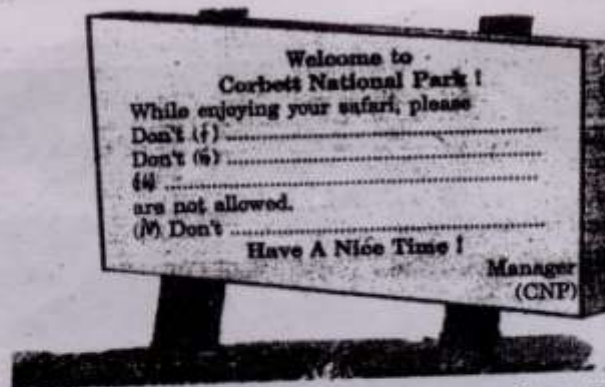 Welcome to
Corbett National Park !
While enjoying your safari, please
Don't (i) ..........................................................
Don't (ii) ..........................................................
..........................................................
are not allowed.
Don't ..........................................................
Have A Nice Time !
Manager
(CNP)